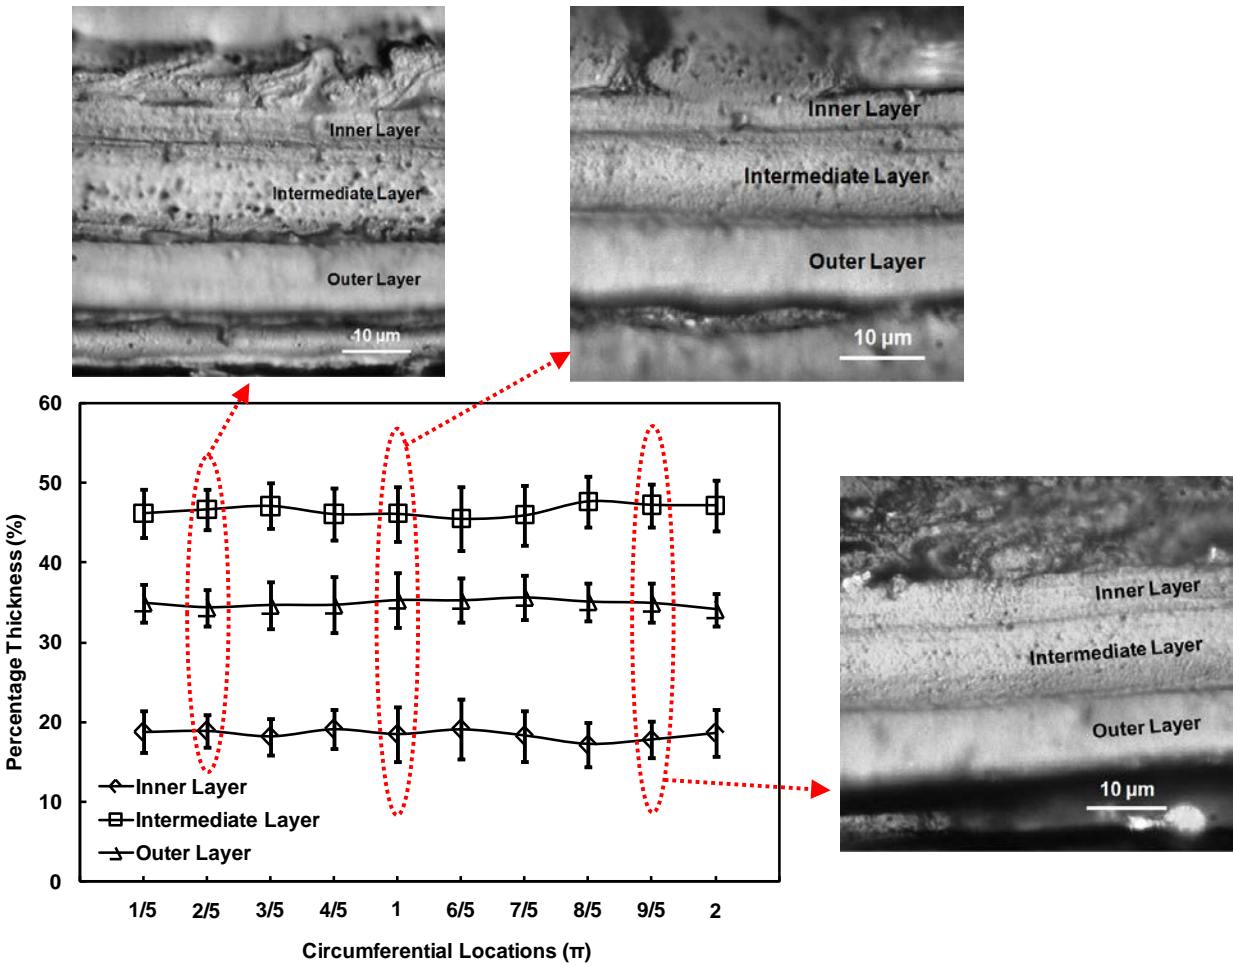 Inner Layer
Intermediate Layer
Outer Layer
10 µm
Inner Layer
Intermediate Layer
Outer Layer
10 µm
60
50
40
30
20
10
0
Percentage Thickness (%)
Inner Layer
Intermediate Layer
Outer Layer
1/5 2/5 3/5 4/5 1 6/5 7/5 8/5 9/5 2
Circumferential Locations (π)
Inner Layer
Intermediate Layer
Outer Layer
10 µm